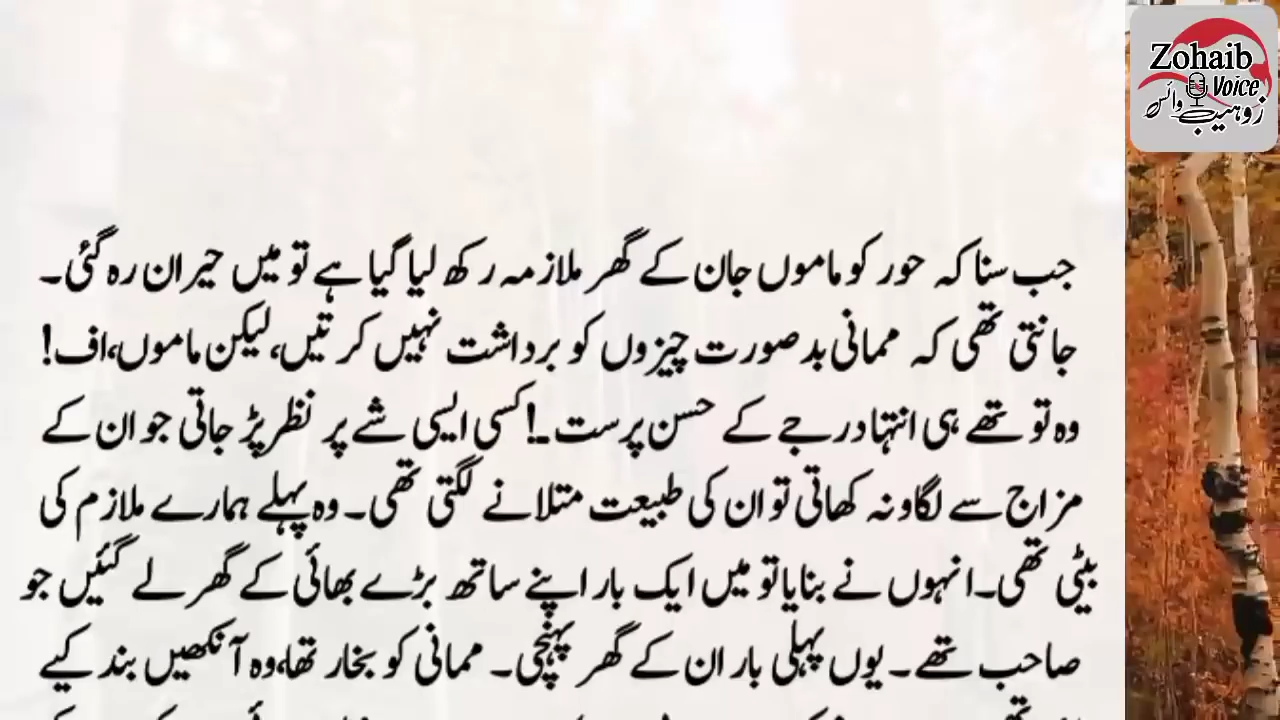 Zohaib
Voice
زوہیب وائس
جب سنا کہ حور کو ماموں جان کے گھر ملازمہ رکھ لیا گیا ہے تو میں حیران رہ گئی۔
جانتی تھی کہ ممانی بدصورت چیزوں کو برداشت نہیں کرتیں، لیکن ماموں، اف!
وہ تو تھے ہی انتہا درجے کے حسن پرست۔! کسی ایسی شے پر نظر پڑ جاتی جو ان کے
مزاج سے لگاو نہ کھاتی تو ان کی طبیعت متلانے لگتی تھی۔ وہ پہلے ہمارے ملازم کی
بیٹی تھی۔ انہوں نے بنایا تو میں ایک بار اپنے ساتھ بڑے بھائی کے گھر لے گئیں جو
صاحب تھے۔ یوں پہلی بار ان کے گھر پہنچی۔ ممانی کو بخار تھا، وہ آنکھیں بند کیے